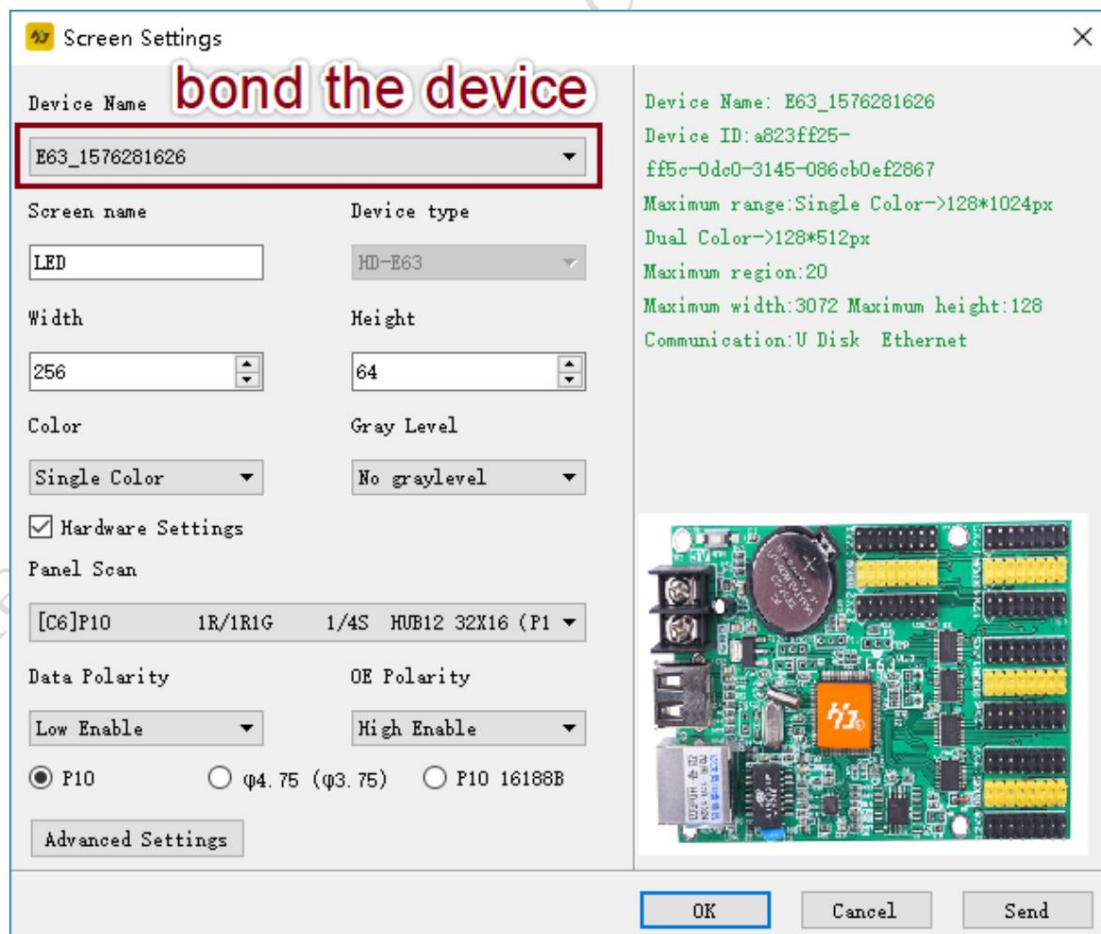 Screen Settings
bond the device
Device Name
E63_1576281626
Screen name
Device type
LED
HD-E63
Width
Height
256
64
Color
Gray Level
Single Color
No graylevel
Hardware Settings
Panel Scan
[C6]P10 1R/1R1G 1/4S HUB12 32X16 (P1
Data Polarity
OE Polarity
Low Enable
High Enable
P10
φ4.75 (φ3.75)
P10 16188B
Advanced Settings
Device Name: E63_1576281626
Device ID:a823ff25-
ff5c-0dc0-3145-086cb0ef2867
Maximum range:Single Color->128*1024px
Dual Color->128*512px
Maximum region:20
Maximum width:3072 Maximum height:128
Communication:U Disk Ethernet
OK
Cancel
Send